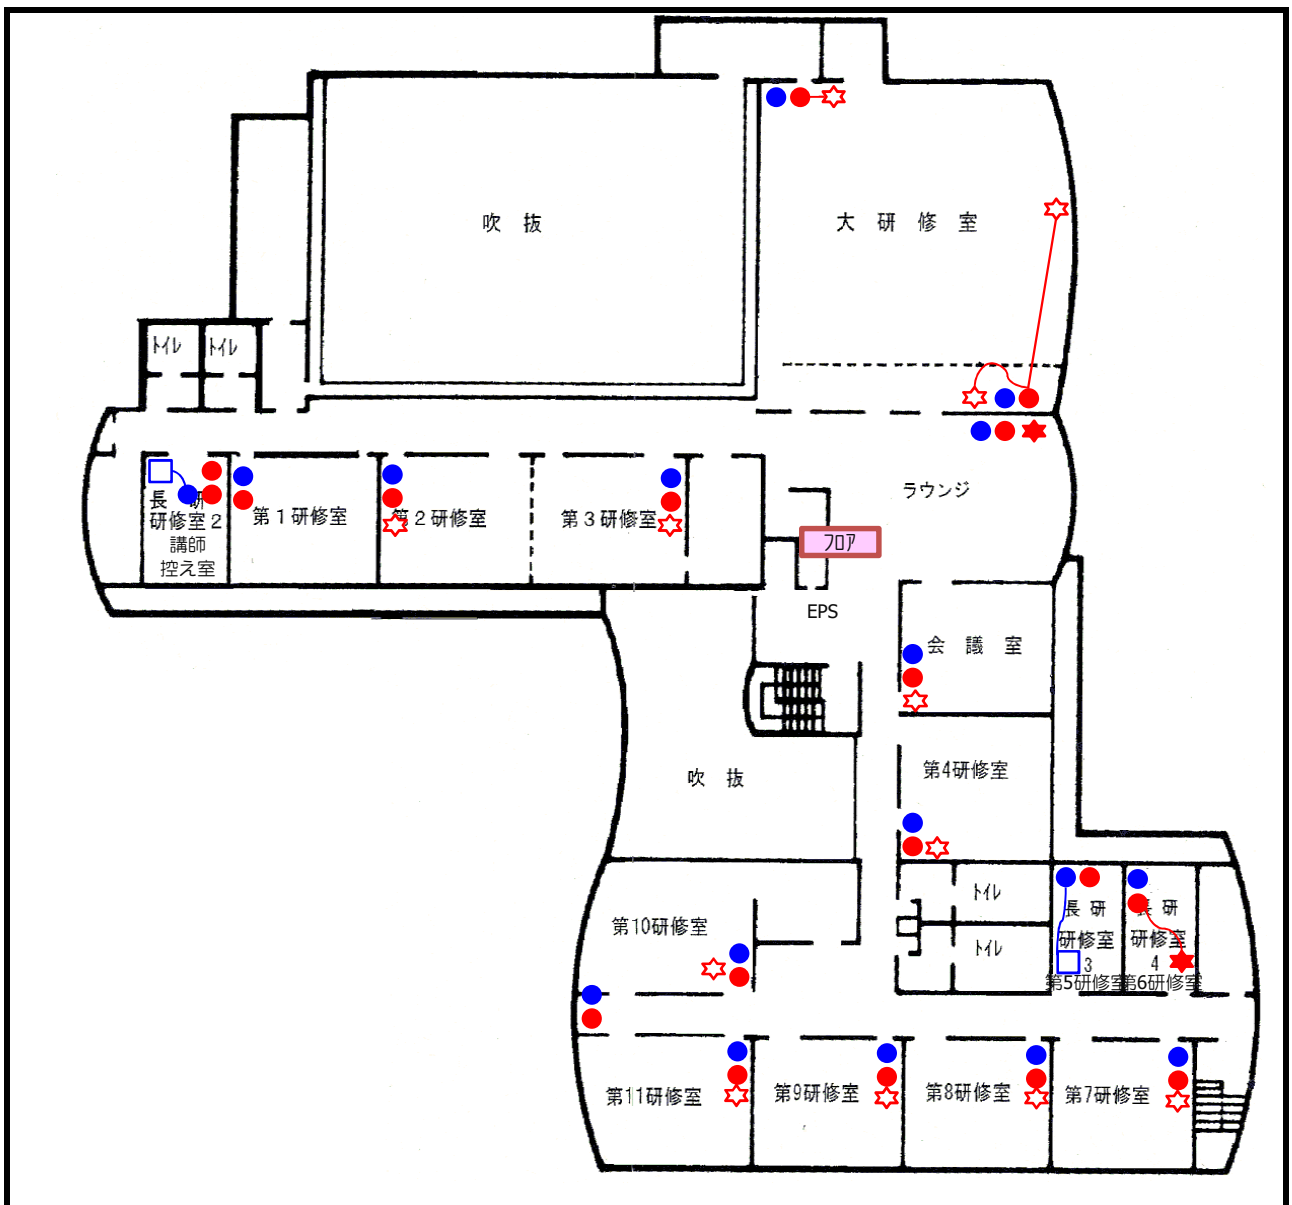 吹 抜
大 研 修 室
ﾄｲﾚ
ﾄｲﾚ
ラウンジ
長 研
研修室２
講師
控え室
第１研修室
第２研修室
第３研修室
ﾌﾛｱ
EPS
会 議 室
吹 抜
第4研修室
ﾄｲﾚ
ﾄｲﾚ
長 研
研修室
3
第5研修室
長 研
研修室
4
第6研修室
第10研修室
第11研修室
第9研修室
第8研修室
第7研修室